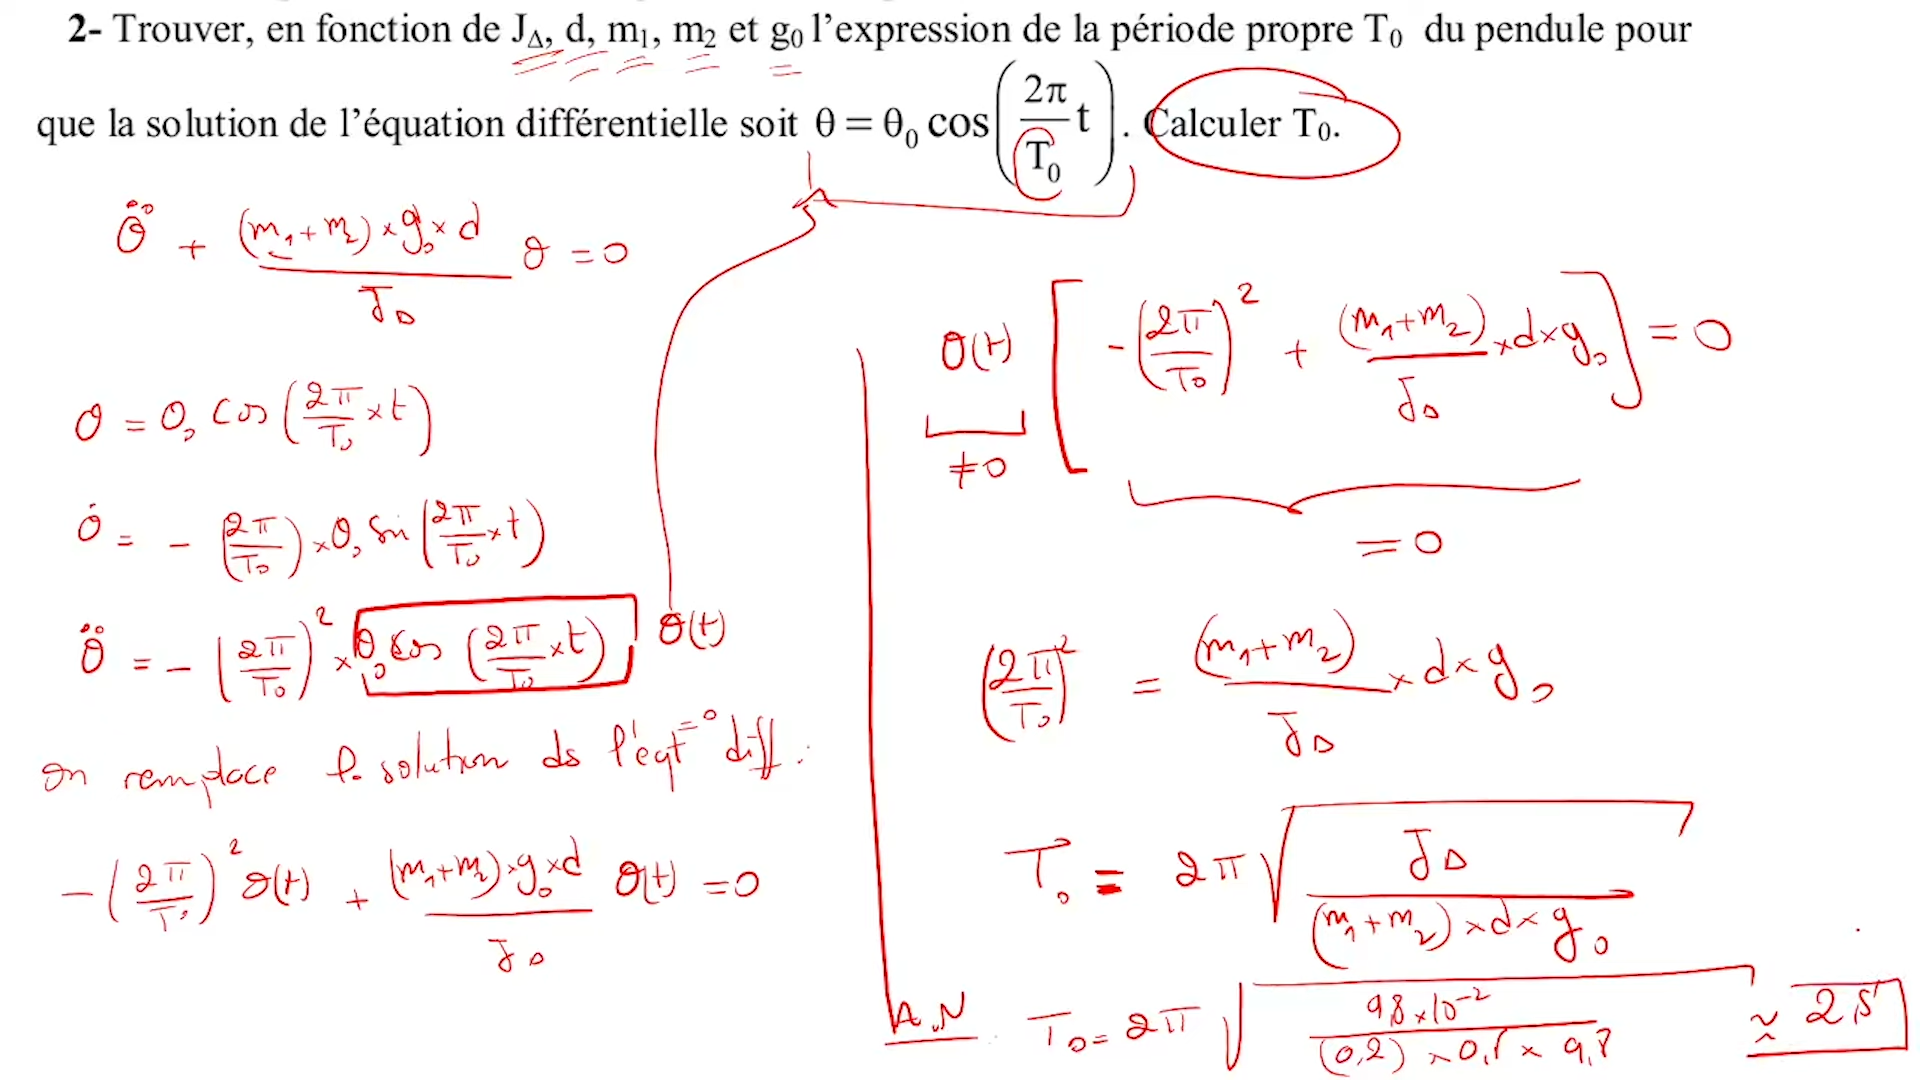 2- Trouver, en fonction de J_Δ, d, m₁, m₂ et g₀ l'expression de la période propre T₀ du pendule pour
que la solution de l'équation différentielle soit θ = θ₀ cos(2π/T₀ t). Calculer T₀.
θ̈ + (m₁+m₂)×g₀×d / J_Δ θ = 0
θ = θ₀ cos(2π/T₀ × t)
θ̇ = - (2π/T₀) × θ₀ sin(2π/T₀ × t)
θ̈ = - (2π/T₀)² × θ₀ cos(2π/T₀ × t) θ(t)
on remplace la solution ds l'éqt° diff :
- (2π/T₀)² θ(t) + (m₁+m₂)×g₀×d / J_Δ θ(t) = 0
θ(t) [ - (2π/T₀)² + (m₁+m₂)/J_Δ × d × g₀ ] = 0
≠0
= 0
(2π/T₀)² = (m₁+m₂)/J_Δ × d × g₀
T₀ = 2π √( J_Δ / (m₁+m₂) × d × g₀ )
A.N T₀ = 2π √( 9,8×10⁻² / (0,2) × × 9,8 ) ≈ 2 s